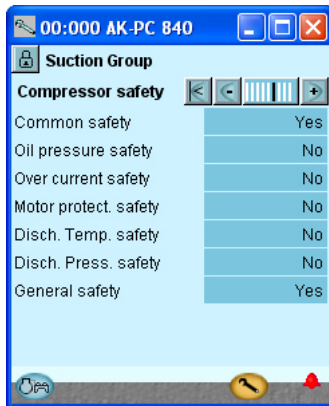 00:000 AK-PC 840
Suction Group
Compressor safety
Common safety Yes
Oil pressure safety No
Over current safety No
Motor protect. safety No
Disch. Temp. safety No
Disch. Press. safety No
General safety Yes